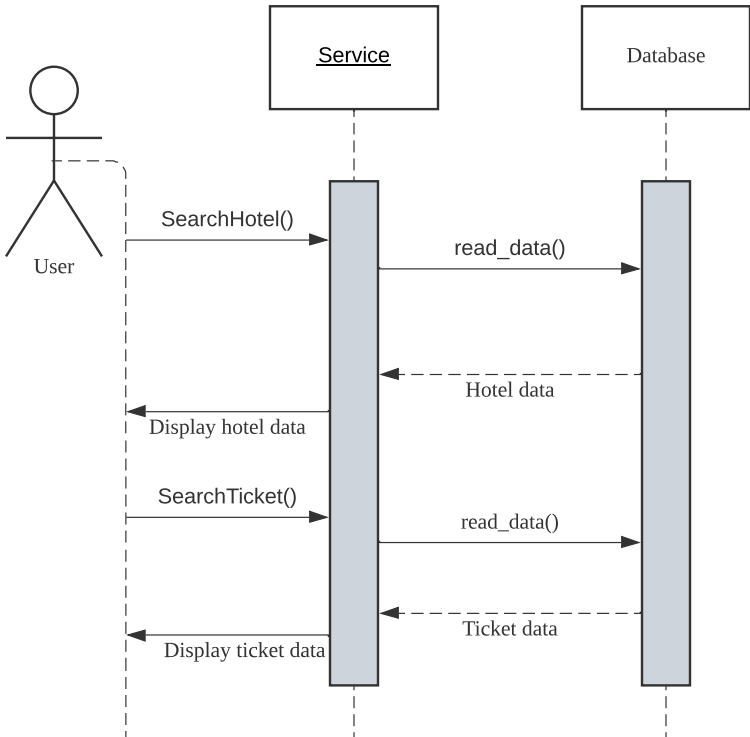 Service
Database
User
SearchHotel()
read_data()
Hotel data
Display hotel data
SearchTicket()
read_data()
Ticket data
Display ticket data